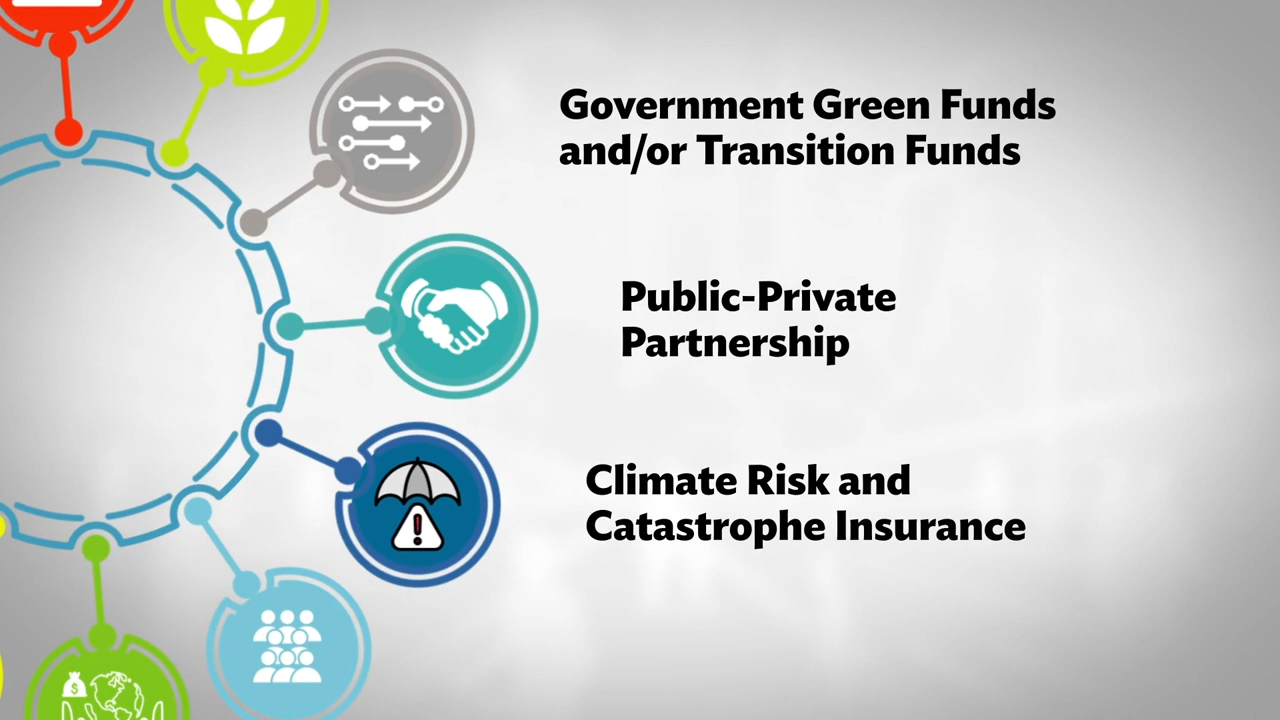 Government Green Funds
and/or Transition Funds
Public-Private
Partnership
Climate Risk and
Catastrophe Insurance
!
$